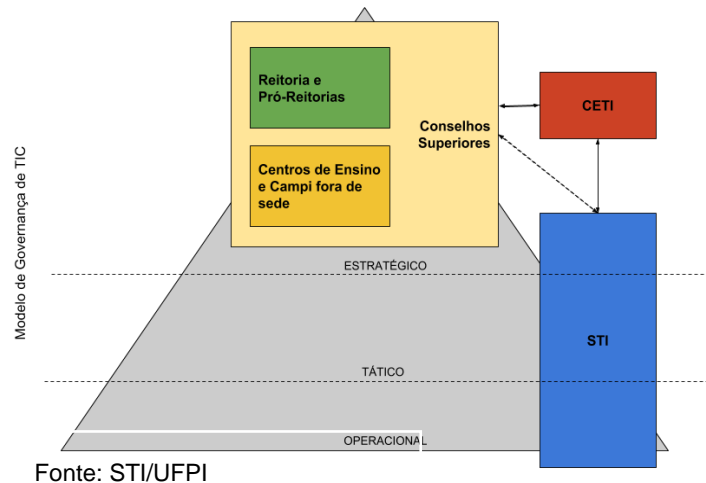 Modelo de Governança de TIC
Reitoria e
Pró-Reitorias
Conselhos
Superiores
Centros de Ensino
e Campi fora de
sede
CETI
ESTRATÉGICO
STI
TÁTICO
OPERACIONAL
Fonte: STI/UFPI